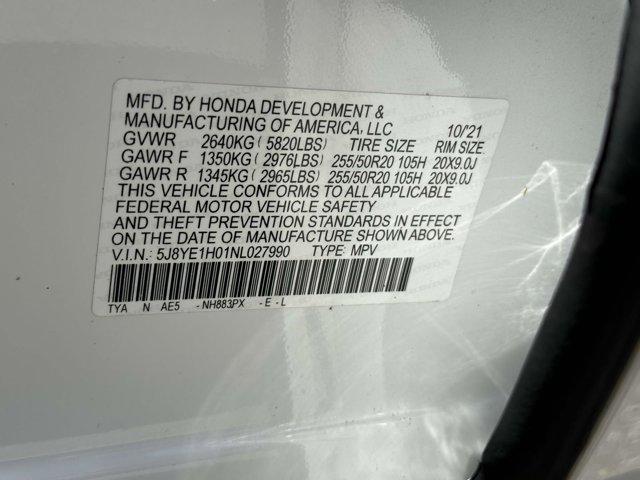 MFD. BY HONDA DEVELOPMENT &
MANUFACTURING OF AMERICA, LLC 10/21
GVWR 2640KG ( 5820LBS) TIRE SIZE RIM SIZE
GAWR F 1350KG ( 2976LBS) 255/50R20 105H 20X9.0J
GAWR R 1345KG ( 2965LBS) 255/50R20 105H 20X9.0J
THIS VEHICLE CONFORMS TO ALL APPLICABLE
FEDERAL MOTOR VEHICLE SAFETY
AND THEFT PREVENTION STANDARDS IN EFFECT
ON THE DATE OF MANUFACTURE SHOWN ABOVE.
V.I.N.: 5J8YE1H01NL027990 TYPE: MPV
TYA N AE5 -NH883PX -E-L